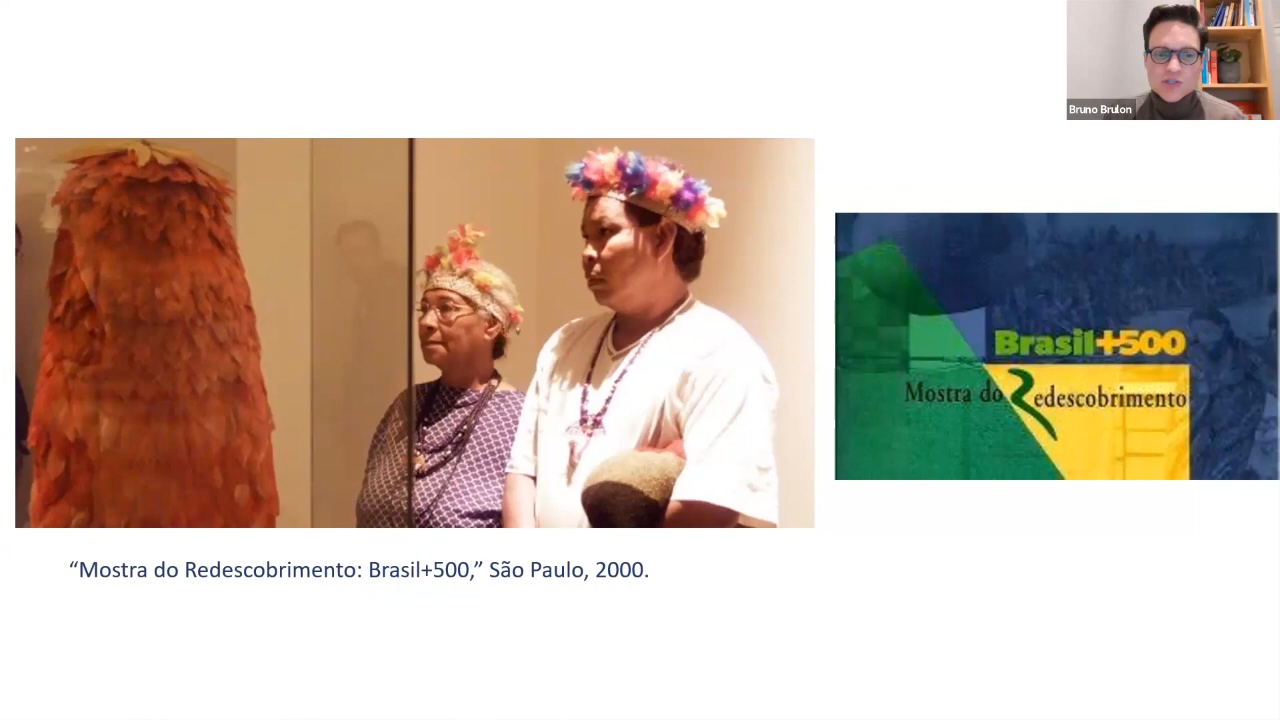 Bruno Brulon
Brasil+500
Mostra do Redescobrimento
“Mostra do Redescobrimento: Brasil+500,” São Paulo, 2000.